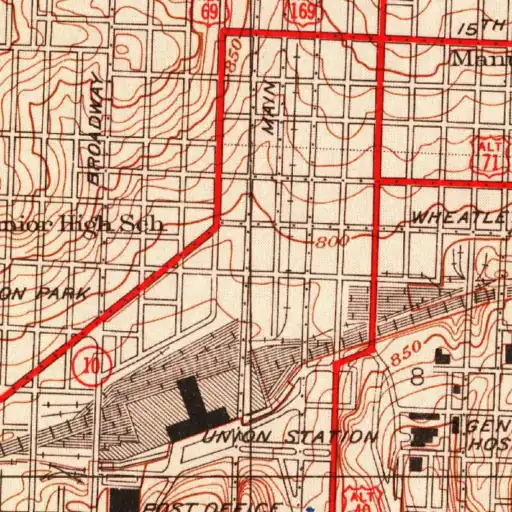 69
169
850
15TH
Manu
MAIN
BROADWAY
ALT
71
WHEATLE
nior High Sch
800
ON PARK
10
850
8
UNION STATION
GEN
HOS
POST OFFICE
ALT
40